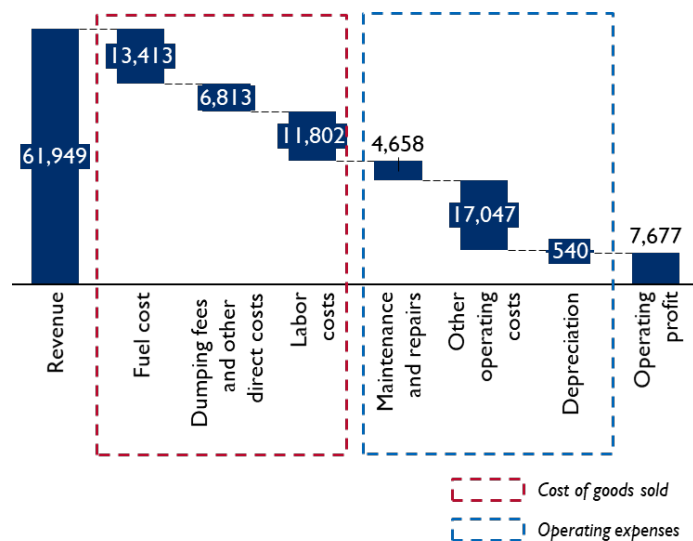 13,413
6,813
11,802
4,658
61,949
17,047
540
7,677
Revenue
Fuel cost
Dumping fees
and other
direct costs
Labor
costs
Maintenance
and repairs
Other
operating
costs
Depreciation
Operating
profit
Cost of goods sold
Operating expenses